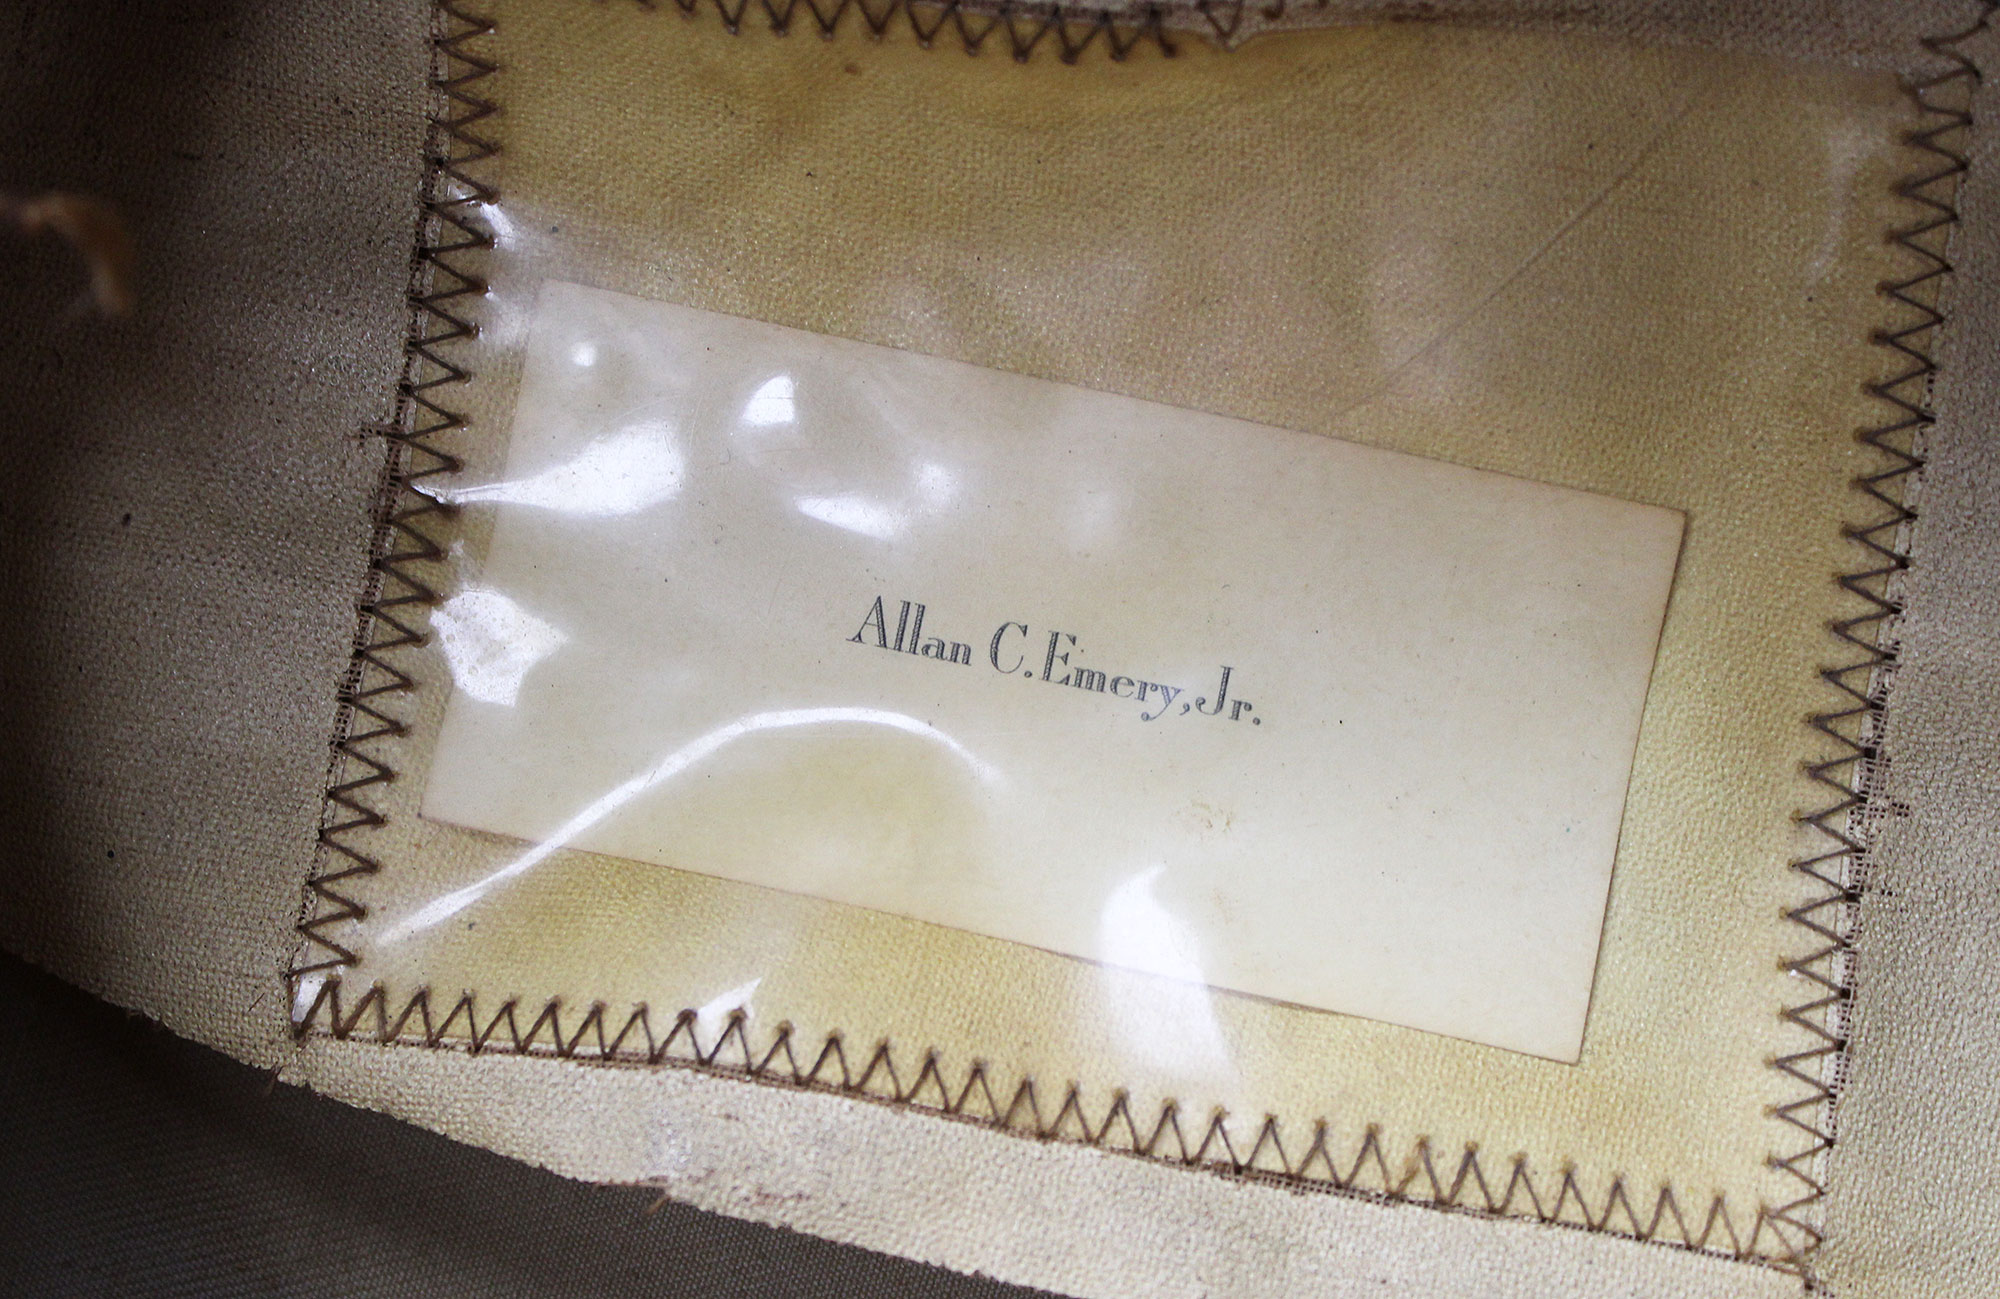 Allan C. Emery, Jr.